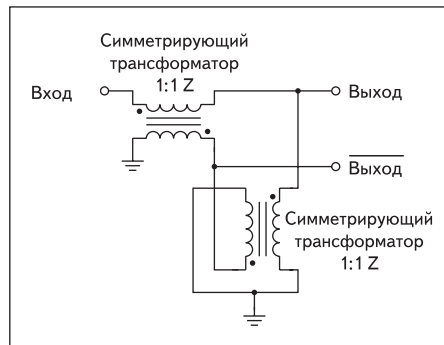 Симметрирующий
трансформатор
1:1 Z
Вход
Выход
Выход
Симметрирующий
трансформатор
1:1 Z